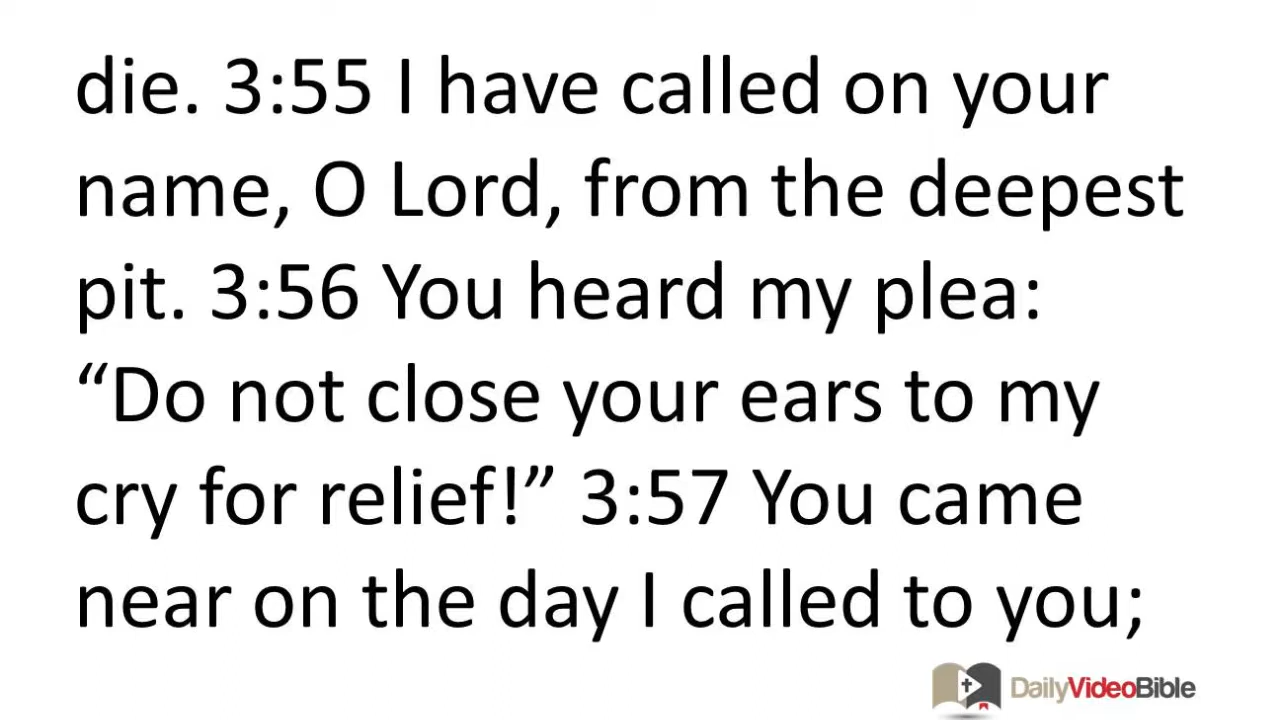 die. 3:55 I have called on your
name, O Lord, from the deepest
pit. 3:56 You heard my plea:
“Do not close your ears to my
cry for relief!” 3:57 You came
near on the day I called to you;
DailyVideoBible